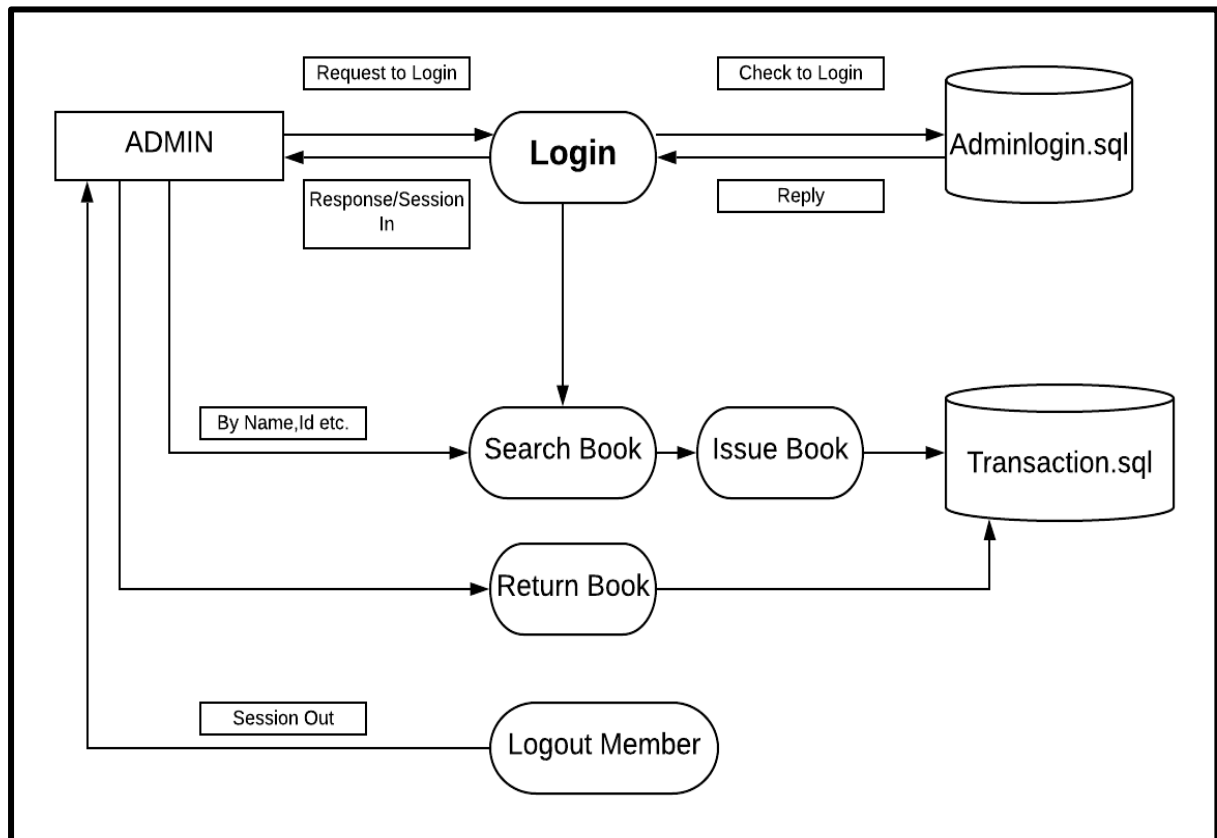 Request to Login
Check to Login
ADMIN
Login
Adminlogin.sql
Response/Session
In
Reply
By Name,Id etc.
Search Book
Issue Book
Transaction.sql
Return Book
Session Out
Logout Member